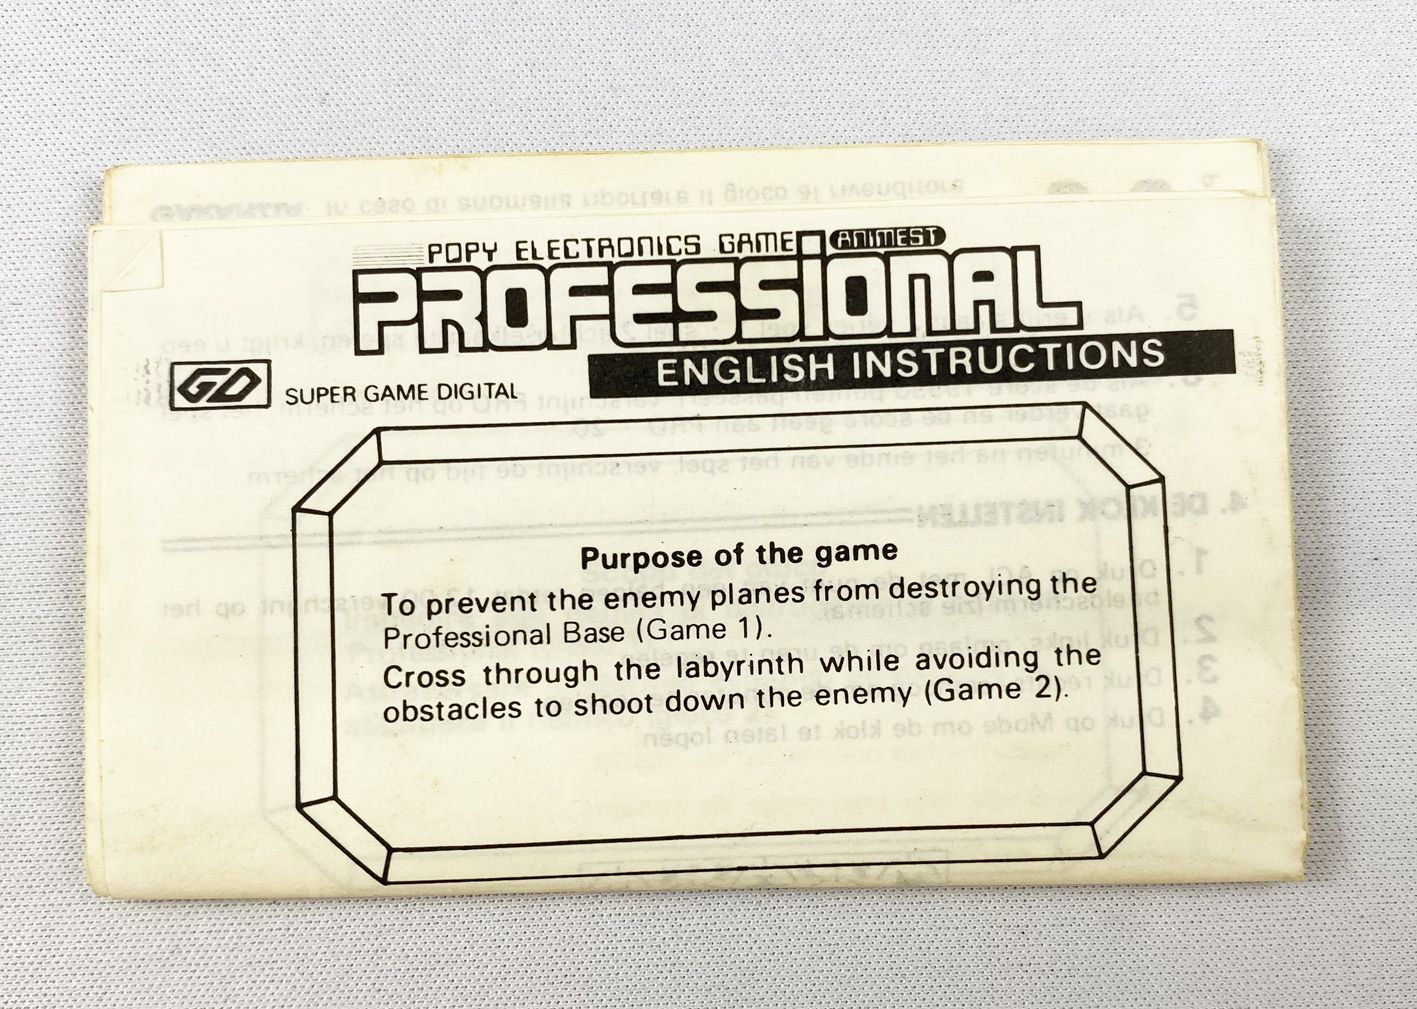 POPY ELECTRONICS GAME ANIMEST
PROFESSIONAL
ENGLISH INSTRUCTIONS
GD SUPER GAME DIGITAL
Purpose of the game
To prevent the enemy planes from destroying the
Professional Base (Game 1).
Cross through the labyrinth while avoiding the
obstacles to shoot down the enemy (Game 2).